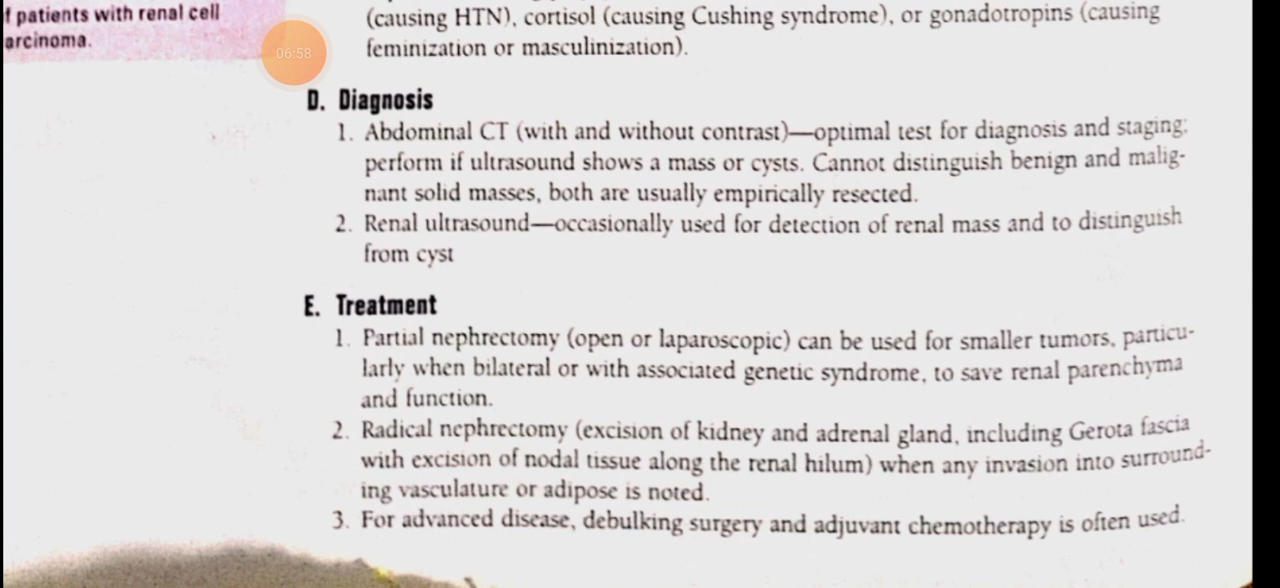 f patients with renal cell
arcinoma.
06:58
(causing HTN), cortisol (causing Cushing syndrome), or gonadotropins (causing
feminization or masculinization).
D. Diagnosis
1. Abdominal CT (with and without contrast)—optimal test for diagnosis and staging;
perform if ultrasound shows a mass or cysts. Cannot distinguish benign and malig-
nant solid masses, both are usually empirically resected.
2. Renal ultrasound—occasionally used for detection of renal mass and to distinguish
from cyst
E. Treatment
1. Partial nephrectomy (open or laparoscopic) can be used for smaller tumors, particu-
larly when bilateral or with associated genetic syndrome, to save renal parenchyma
and function.
2. Radical nephrectomy (excision of kidney and adrenal gland, including Gerota fascia
with excision of nodal tissue along the renal hilum) when any invasion into surround-
ing vasculature or adipose is noted.
3. For advanced disease, debulking surgery and adjuvant chemotherapy is often used.